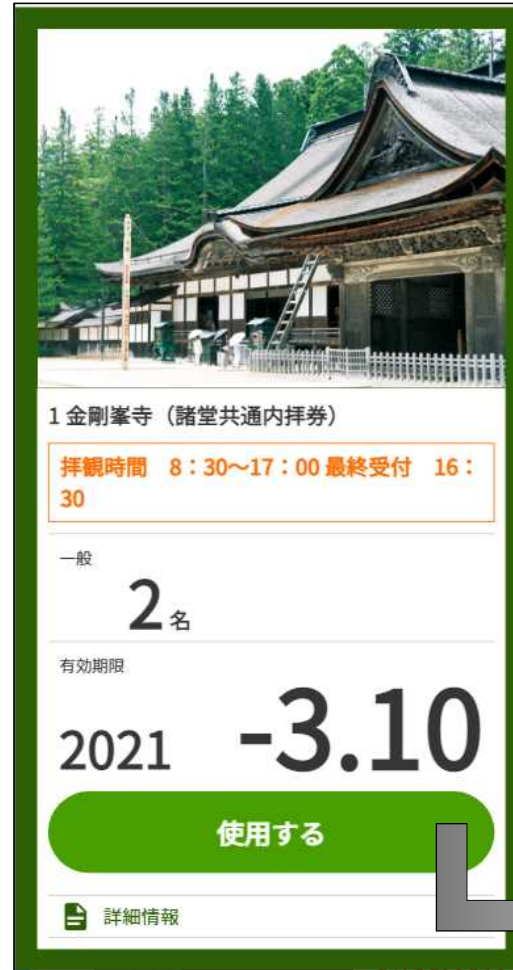 1 金剛峯寺（諸堂共通内拝券）
拝観時間　8：30～17：00 最終受付　16：
30
一般
2 名
有効期限
2021 -3.10
使用する
詳細情報